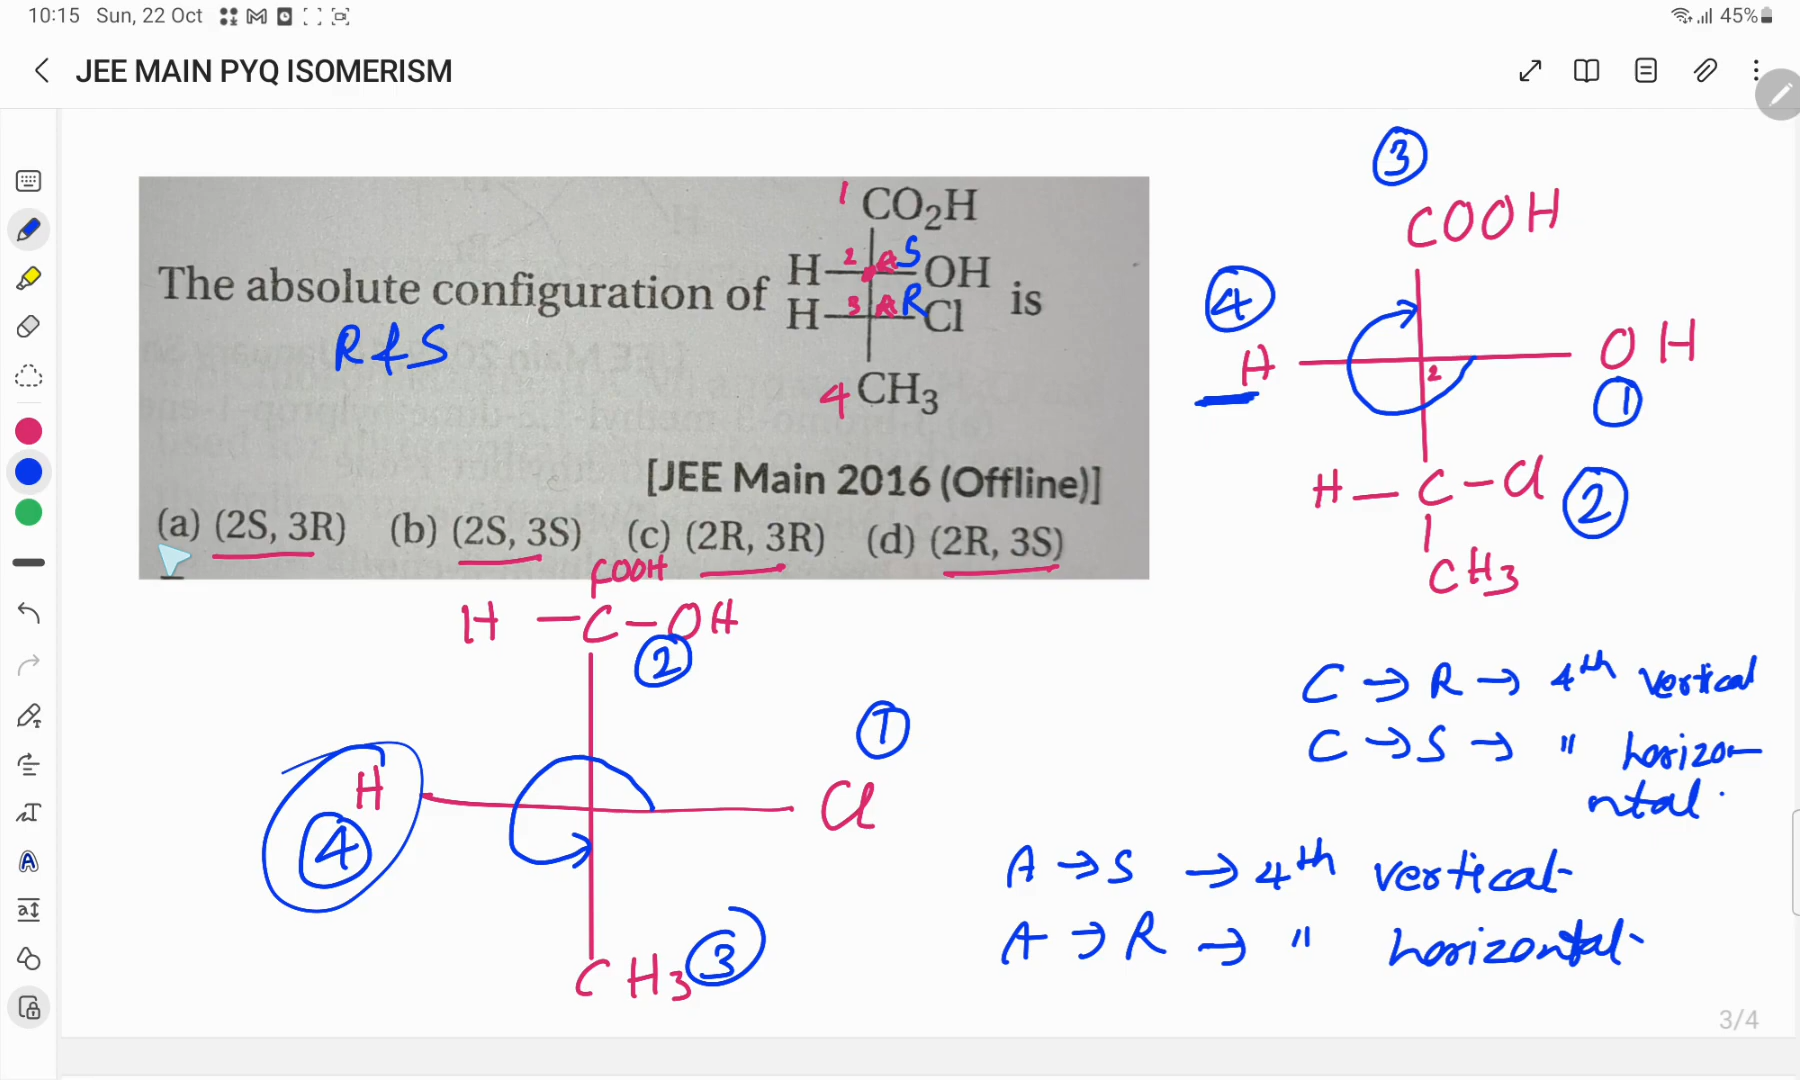 10:15 Sun, 22 Oct
45%
JEE MAIN PYQ ISOMERISM
3
1 CO2H
COOH
2 * S
H OH
The absolute configuration of is
4
3 * R
H Cl
R & S
H OH
2
1
4 CH3
[JEE Main 2016 (Offline)]
H - C - Cl 2
(a) (2S, 3R) (b) (2S, 3S) (c) (2R, 3R) (d) (2R, 3S)
COOH
CH3
H - C - OH
2
C → R → 4th vertical
1
C → S → " horizon
ntal.
H Cl
4
A → S → 4th vertical
A → R → " horizontal
CH3 3
3/4